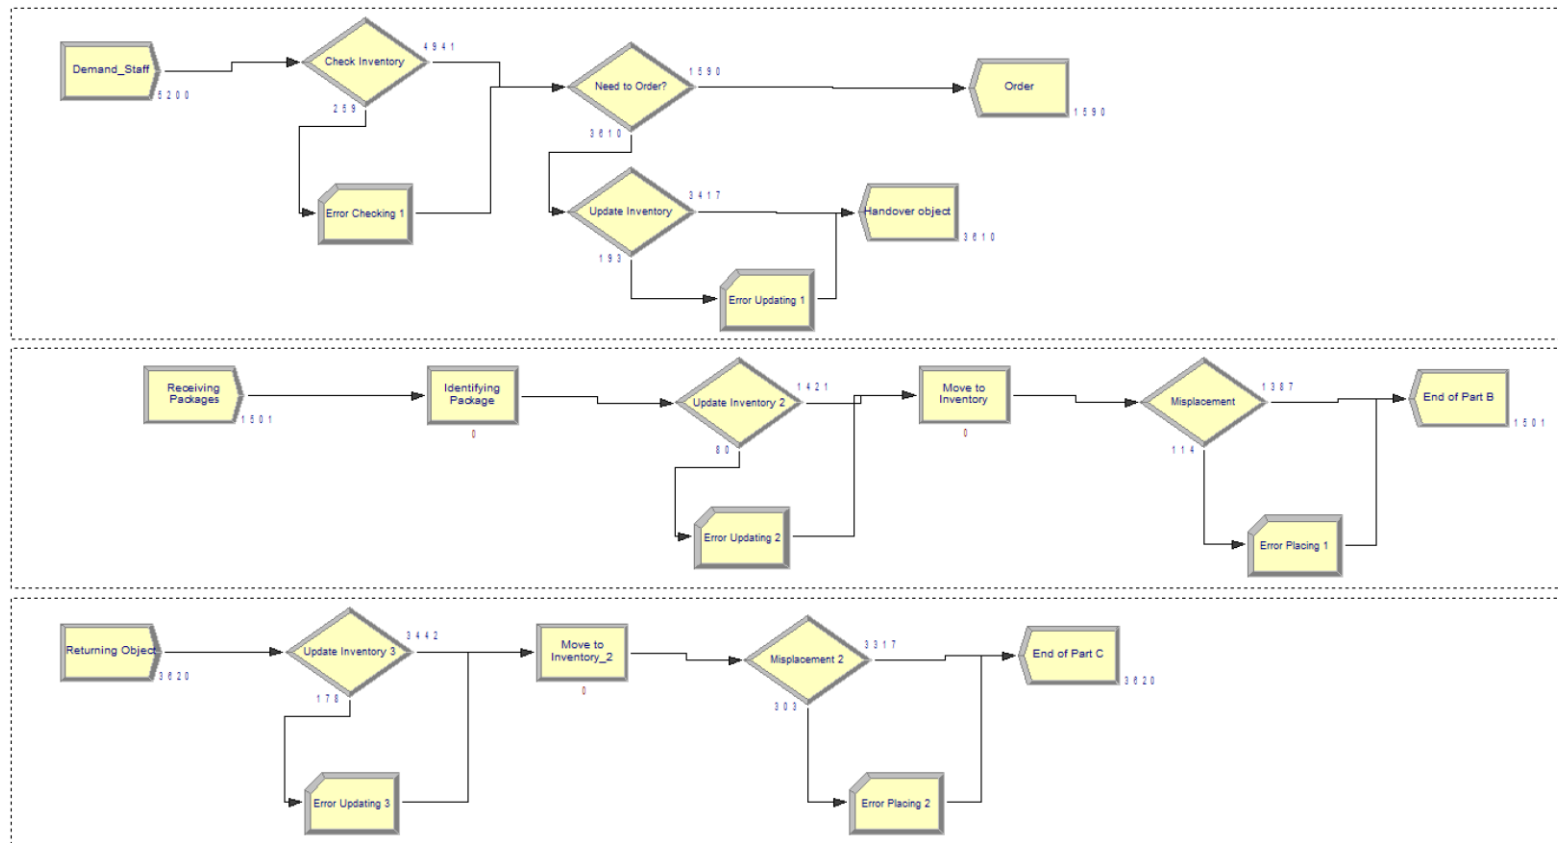 Demand_Staff
5200
Check Inventory
4941
259
Error Checking 1
Need to Order?
1590
3610
Order
1590
Update Inventory
3417
193
Error Updating 1
Handover object
3610
Receiving
Packages
1501
Identifying
Package
0
Update Inventory 2
1421
80
Error Updating 2
Move to
Inventory
0
Misplacement
1387
114
Error Placing 1
End of Part B
1501
Returning Object
3620
Update Inventory 3
3442
178
Error Updating 3
Move to
Inventory_2
0
Misplacement 2
3317
303
Error Placing 2
End of Part C
3620